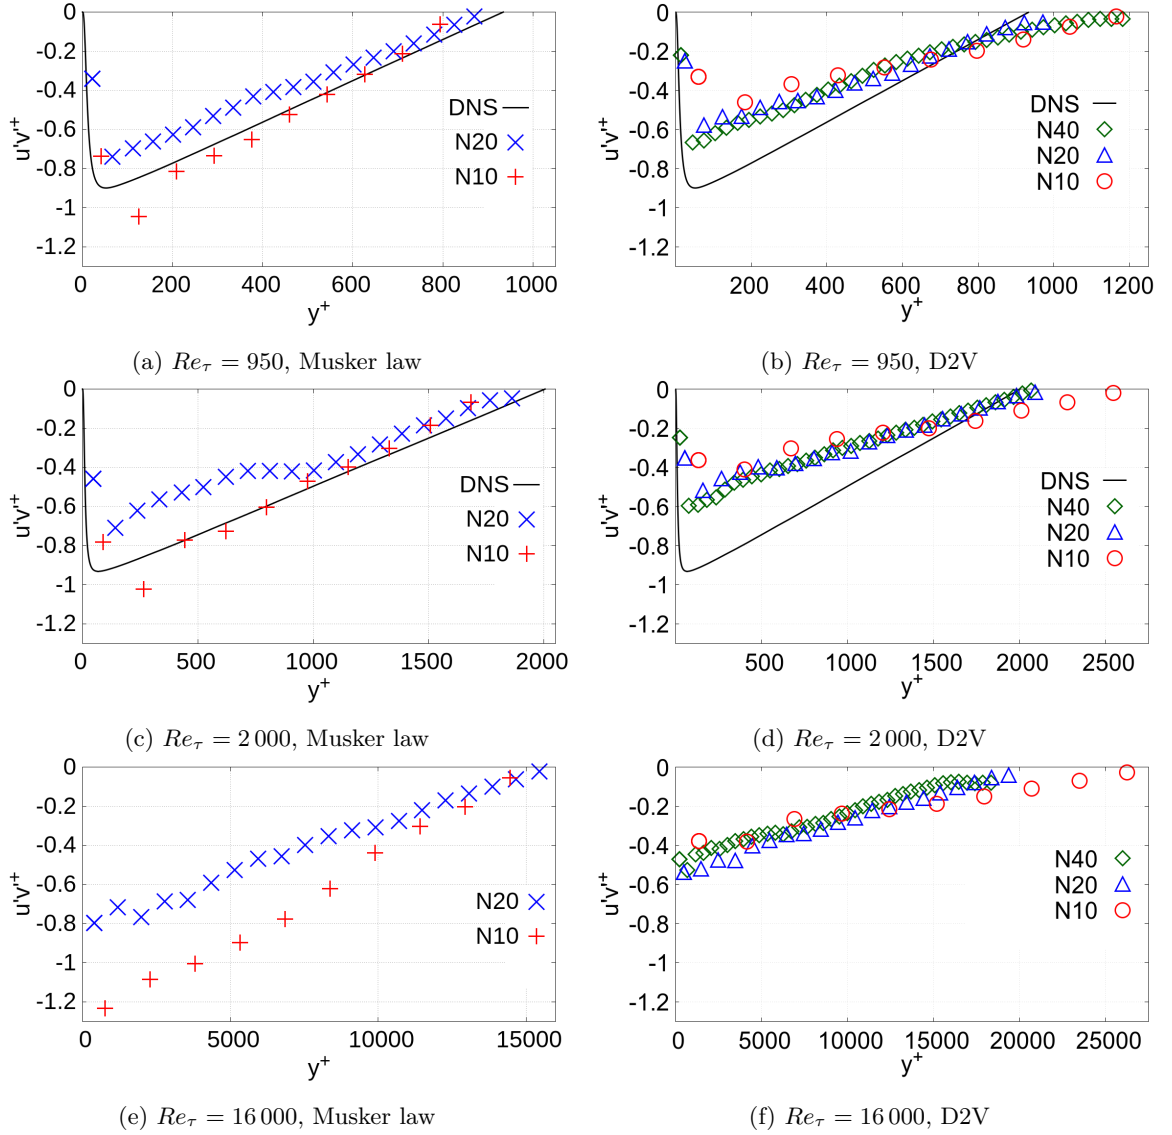 0
-0.2
-0.4
-0.6
-0.8
-1
-1.2
u'v'+
DNS
N20
N10
0 200 400 600 800 1000
y+
(a) Reτ = 950, Musker law
0
-0.2
-0.4
-0.6
-0.8
-1
-1.2
u'v'+
DNS
N40
N20
N10
200 400 600 800 1000 1200
y+
(b) Reτ = 950, D2V
0
-0.2
-0.4
-0.6
-0.8
-1
-1.2
u'v'+
DNS
N20
N10
0 500 1000 1500 2000
y+
(c) Reτ = 2 000, Musker law
0
-0.2
-0.4
-0.6
-0.8
-1
-1.2
u'v'+
DNS
N40
N20
N10
500 1000 1500 2000 2500
y+
(d) Reτ = 2 000, D2V
0
-0.2
-0.4
-0.6
-0.8
-1
-1.2
u'v'+
N20
N10
0 5000 10000 15000
y+
(e) Reτ = 16 000, Musker law
0
-0.2
-0.4
-0.6
-0.8
-1
-1.2
u'v'+
N40
N20
N10
0 5000 10000 15000 20000 25000
y+
(f) Reτ = 16 000, D2V